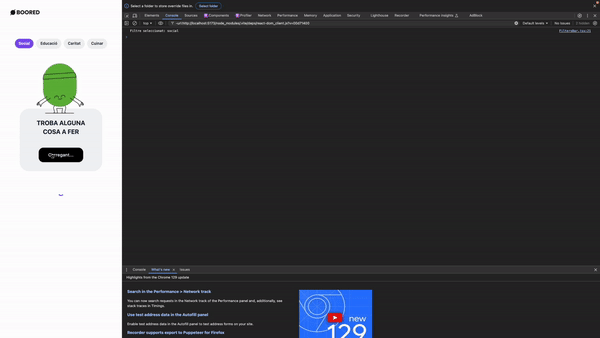 BOORED
Social
Educació
Caritat
Cuinar
TROBA ALGUNA
COSA A FER
Carregant...
Select a folder to store override files in.
Select folder
Elements
Console
Sources
Components
Profiler
Network
Performance
Memory
Application
Security
Lighthouse
Recorder
Performance insights
AdBlock
top
Default levels
No Issues
2 hidden
Filtre seleccionat: social
Console
What's new
Issues
Highlights from the Chrome 129 update
Search in the Performance > Network track
You can now search requests in the Network track of the Performance panel and, additionally, see
stack traces in Timings.
Test address data in the Autofill panel
Enable test address data in the Autofill panel to test address forms on your site.
Recorder supports export to Puppeteer for Firefox
new
129